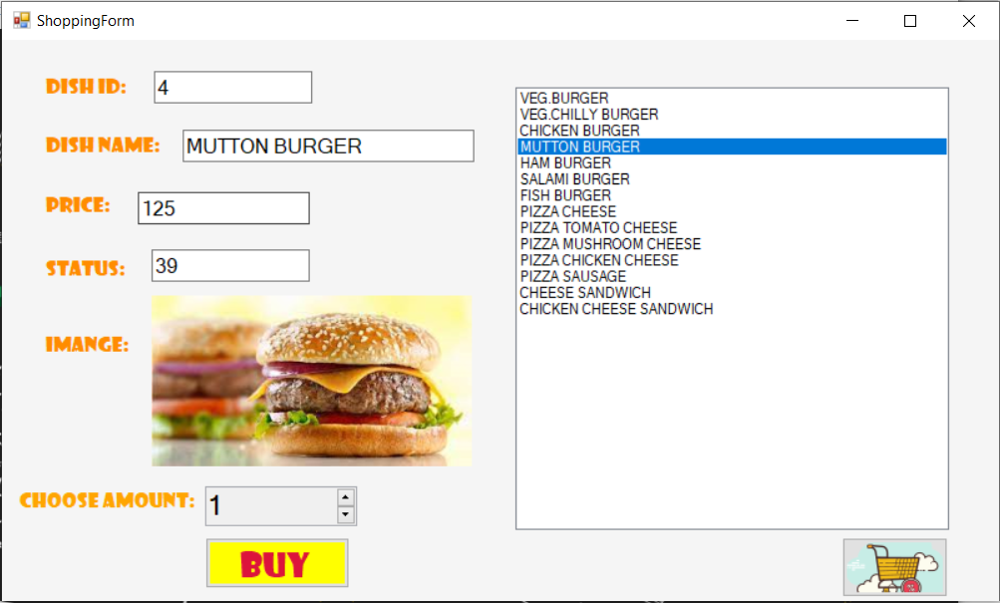 ShoppingForm
DISH ID:
4
DISH NAME:
MUTTON BURGER
PRICE:
125
STATUS:
39
IMANGE:
CHOOSE AMOUNT:
1
BUY
VEG.BURGER
VEG.CHILLY BURGER
CHICKEN BURGER
MUTTON BURGER
HAM BURGER
SALAMI BURGER
FISH BURGER
PIZZA CHEESE
PIZZA TOMATO CHEESE
PIZZA MUSHROOM CHEESE
PIZZA CHICKEN CHEESE
PIZZA SAUSAGE
CHEESE SANDWICH
CHICKEN CHEESE SANDWICH